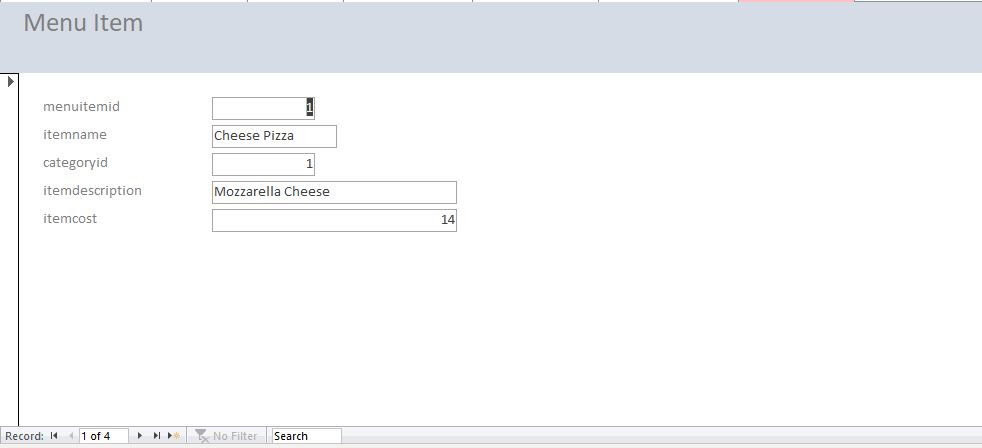 Menu Item
menuitemid 1
itemname Cheese Pizza
categoryid 1
itemdescription Mozzarella Cheese
itemcost 14
Record: 1 of 4 No Filter Search